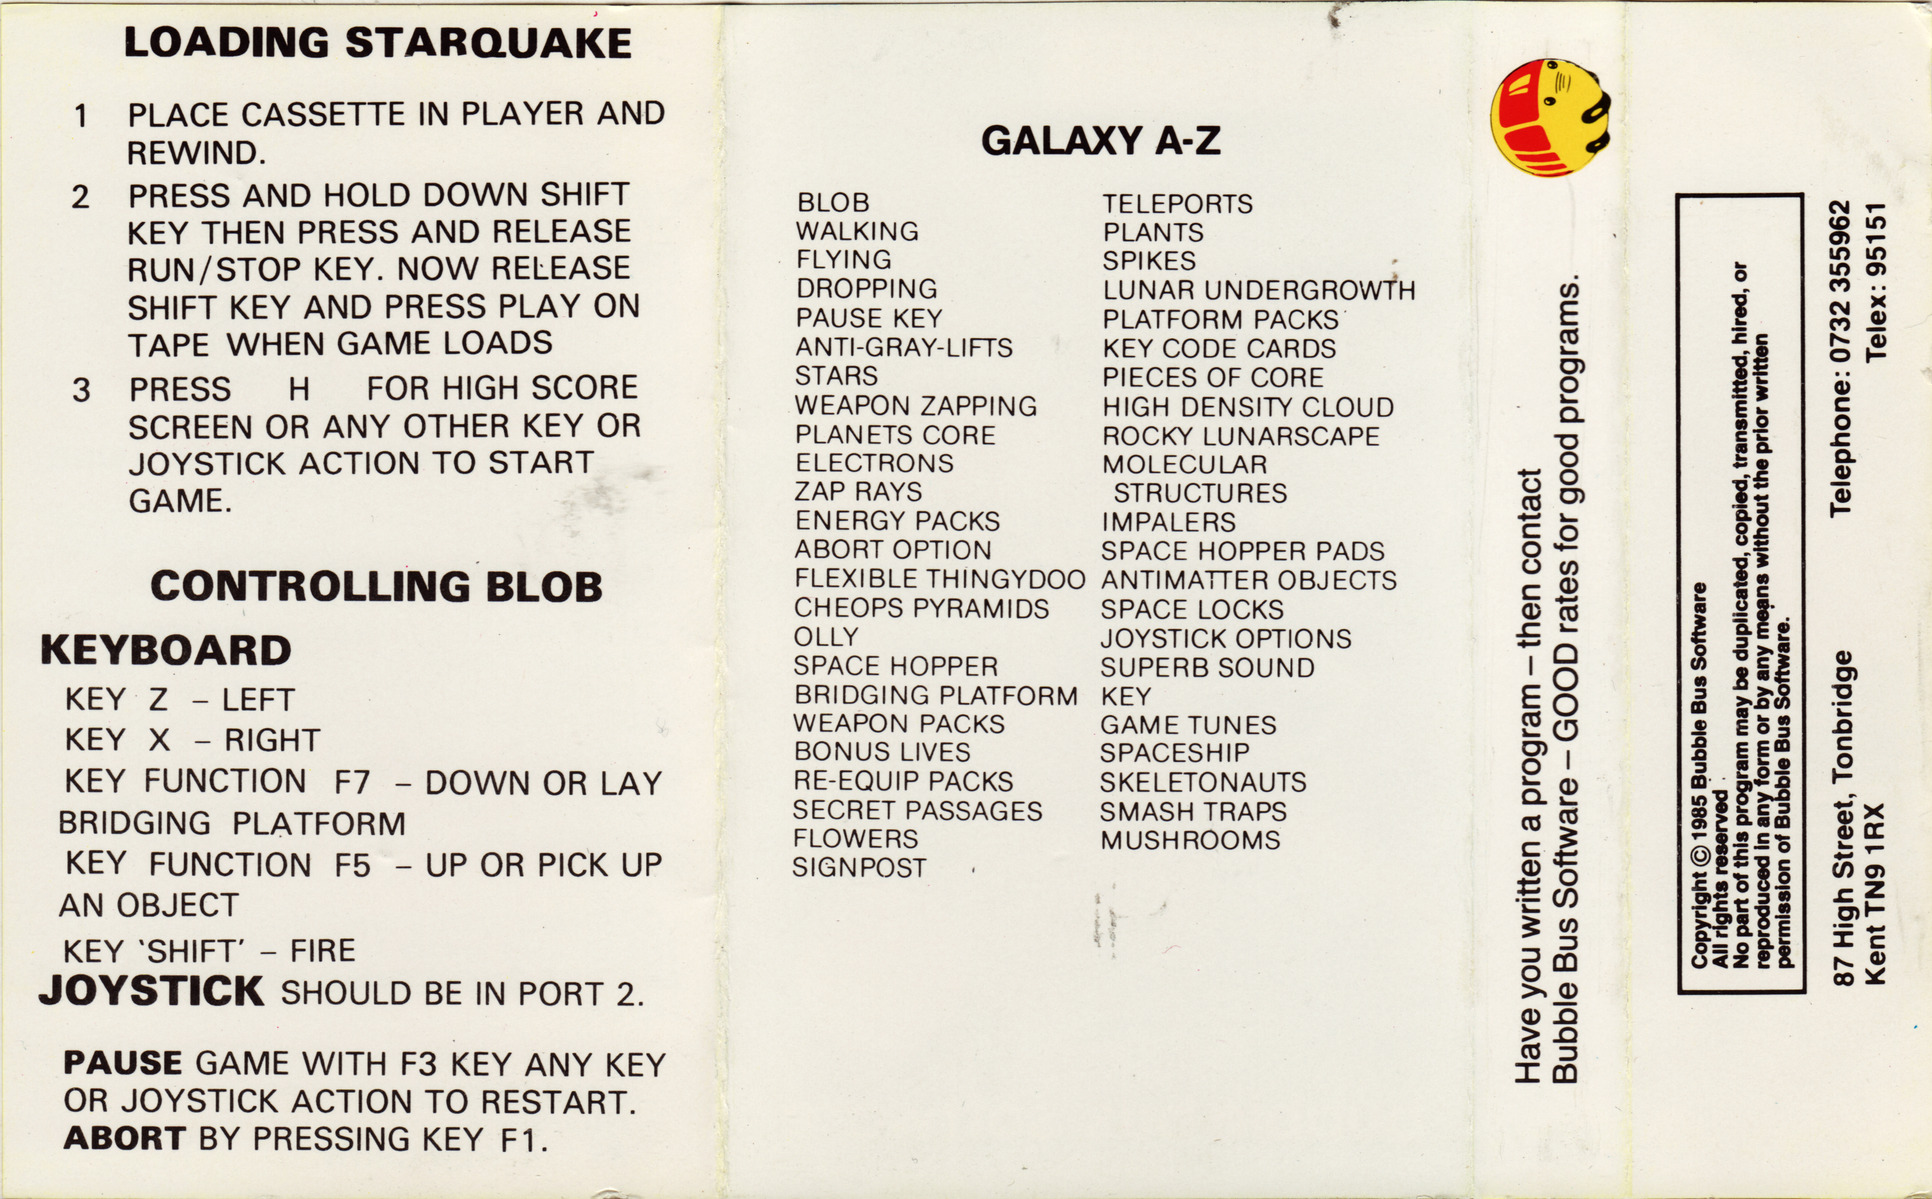 LOADING STARQUAKE
1 PLACE CASSETTE IN PLAYER AND
REWIND.
2 PRESS AND HOLD DOWN SHIFT
KEY THEN PRESS AND RELEASE
RUN/STOP KEY. NOW RELEASE
SHIFT KEY AND PRESS PLAY ON
TAPE WHEN GAME LOADS
3 PRESS H FOR HIGH SCORE
SCREEN OR ANY OTHER KEY OR
JOYSTICK ACTION TO START
GAME.
CONTROLLING BLOB
KEYBOARD
KEY Z – LEFT
KEY X – RIGHT
KEY FUNCTION F7 – DOWN OR LAY
BRIDGING PLATFORM
KEY FUNCTION F5 – UP OR PICK UP
AN OBJECT
KEY 'SHIFT' – FIRE
JOYSTICK SHOULD BE IN PORT 2.
PAUSE GAME WITH F3 KEY ANY KEY
OR JOYSTICK ACTION TO RESTART.
ABORT BY PRESSING KEY F1.
GALAXY A-Z
BLOB
WALKING
FLYING
DROPPING
PAUSE KEY
ANTI-GRAY-LIFTS
STARS
WEAPON ZAPPING
PLANETS CORE
ELECTRONS
ZAP RAYS
ENERGY PACKS
ABORT OPTION
FLEXIBLE THINGYDOO
CHEOPS PYRAMIDS
OLLY
SPACE HOPPER
BRIDGING PLATFORM
WEAPON PACKS
BONUS LIVES
RE-EQUIP PACKS
SECRET PASSAGES
FLOWERS
SIGNPOST
TELEPORTS
PLANTS
SPIKES
LUNAR UNDERGROWTH
PLATFORM PACKS
KEY CODE CARDS
PIECES OF CORE
HIGH DENSITY CLOUD
ROCKY LUNARSCAPE
MOLECULAR
STRUCTURES
IMPALERS
SPACE HOPPER PADS
ANTIMATTER OBJECTS
SPACE LOCKS
JOYSTICK OPTIONS
SUPERB SOUND
KEY
GAME TUNES
SPACESHIP
SKELETONAUTS
SMASH TRAPS
MUSHROOMS
Have you written a program – then contact
Bubble Bus Software – GOOD rates for good programs.
Copyright © 1985 Bubble Bus Software
All rights reserved
No part of this program may be duplicated, copied, transmitted, hired, or
reproduced in any form or by any means without the prior written
permission of Bubble Bus Software.
87 High Street, Tonbridge Telephone: 0732 355962
Kent TN9 1RX Telex: 95151